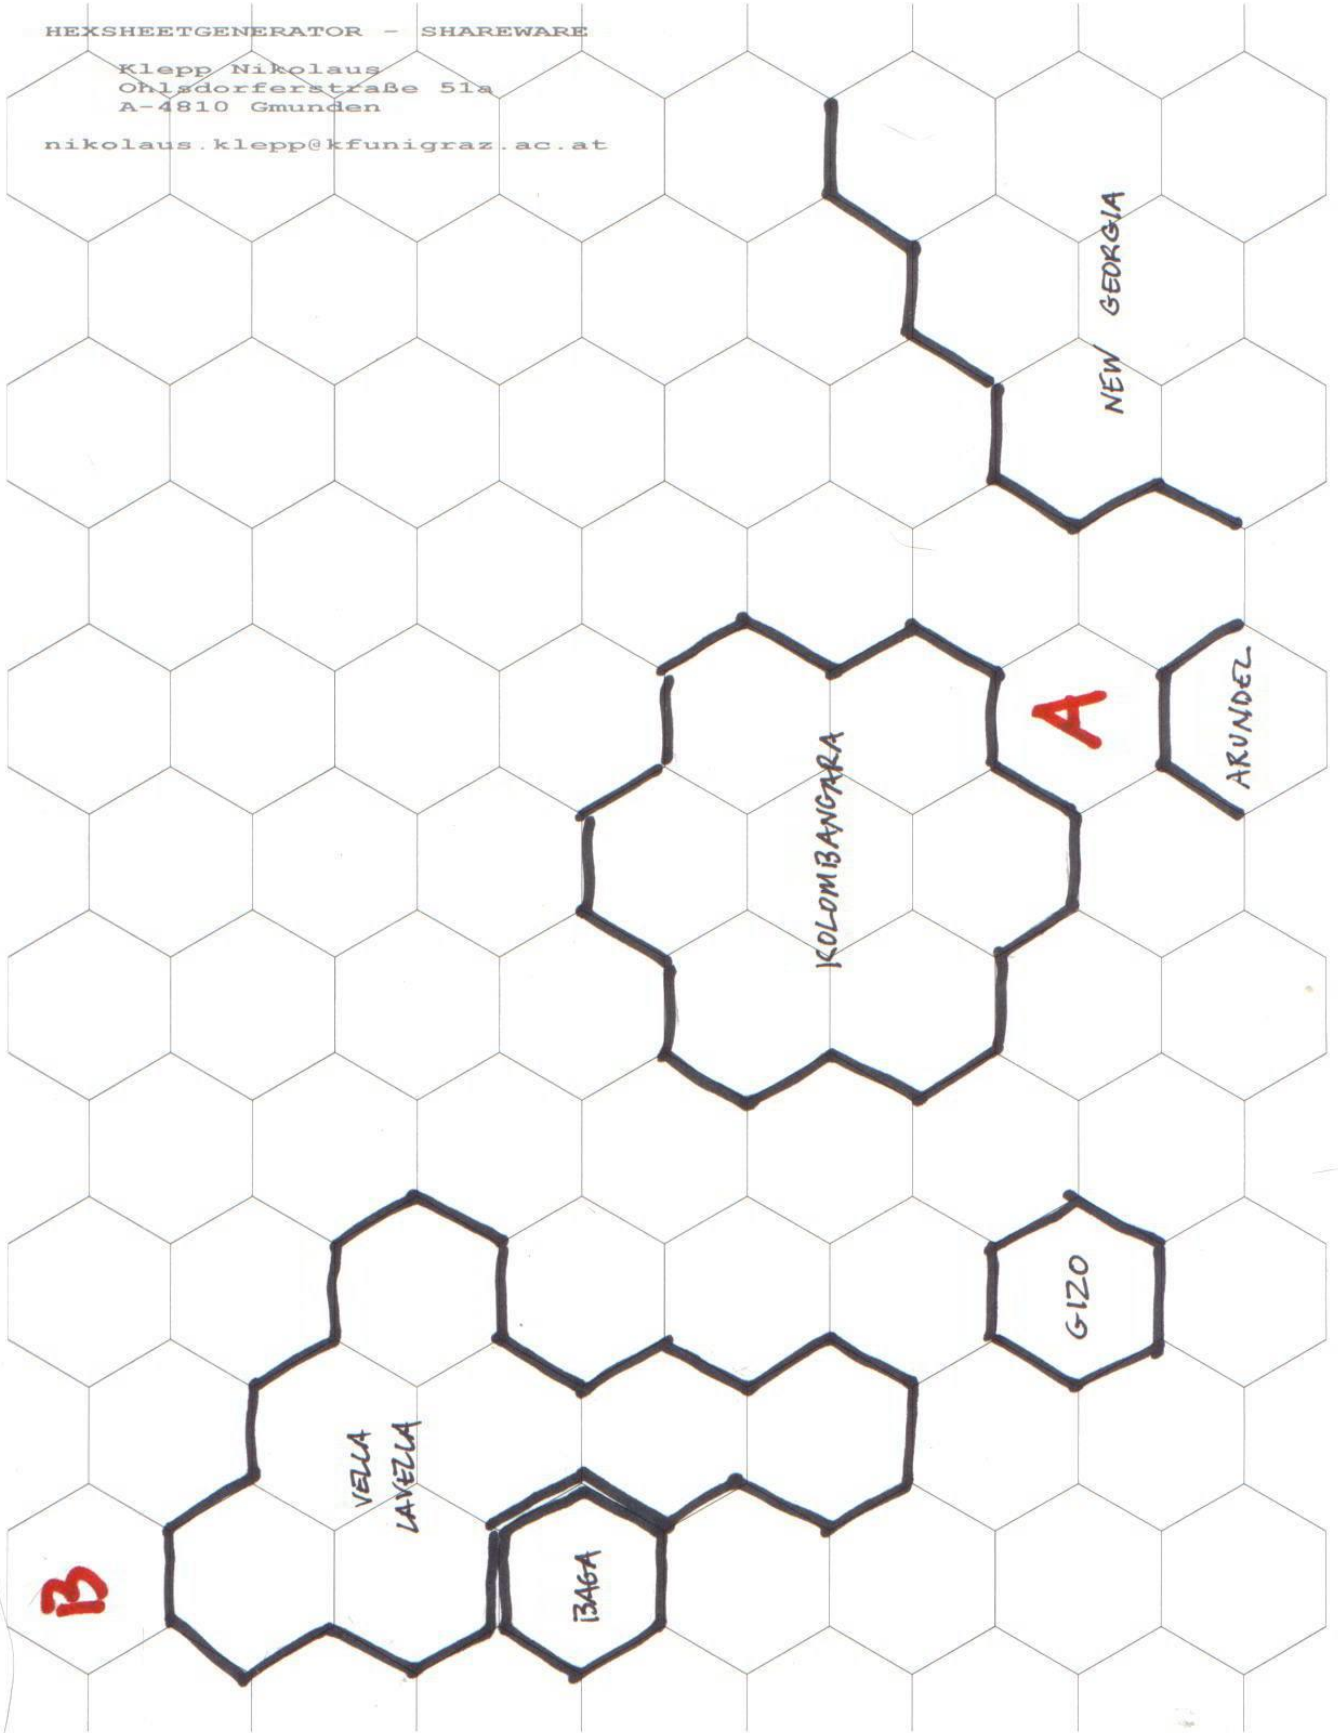 HEXSHEETGENERATOR - SHAREWARE
Klepp Nikolaus
Ohlsdorferstraße 51a
A-4810 Gmunden
nikolaus.klepp@kfunigraz.ac.at
NEW GEORGIA
A
ARUNDEL
KOLOMBANGARA
GIZO
VELLA
LAVELLA
BAGA
B